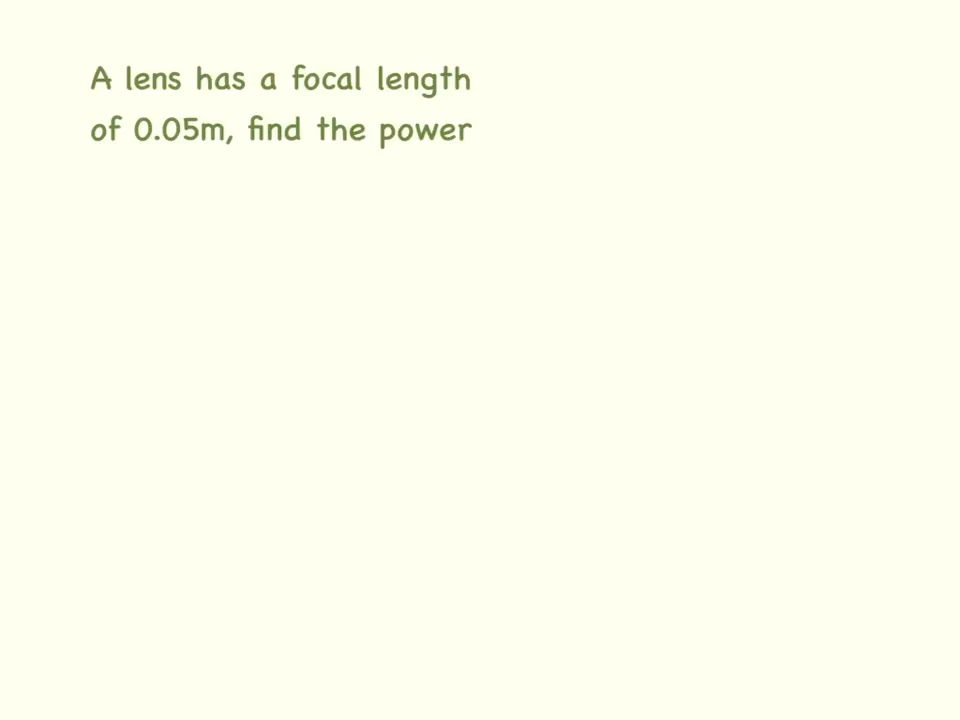 A lens has a focal length
of 0.05m, find the power